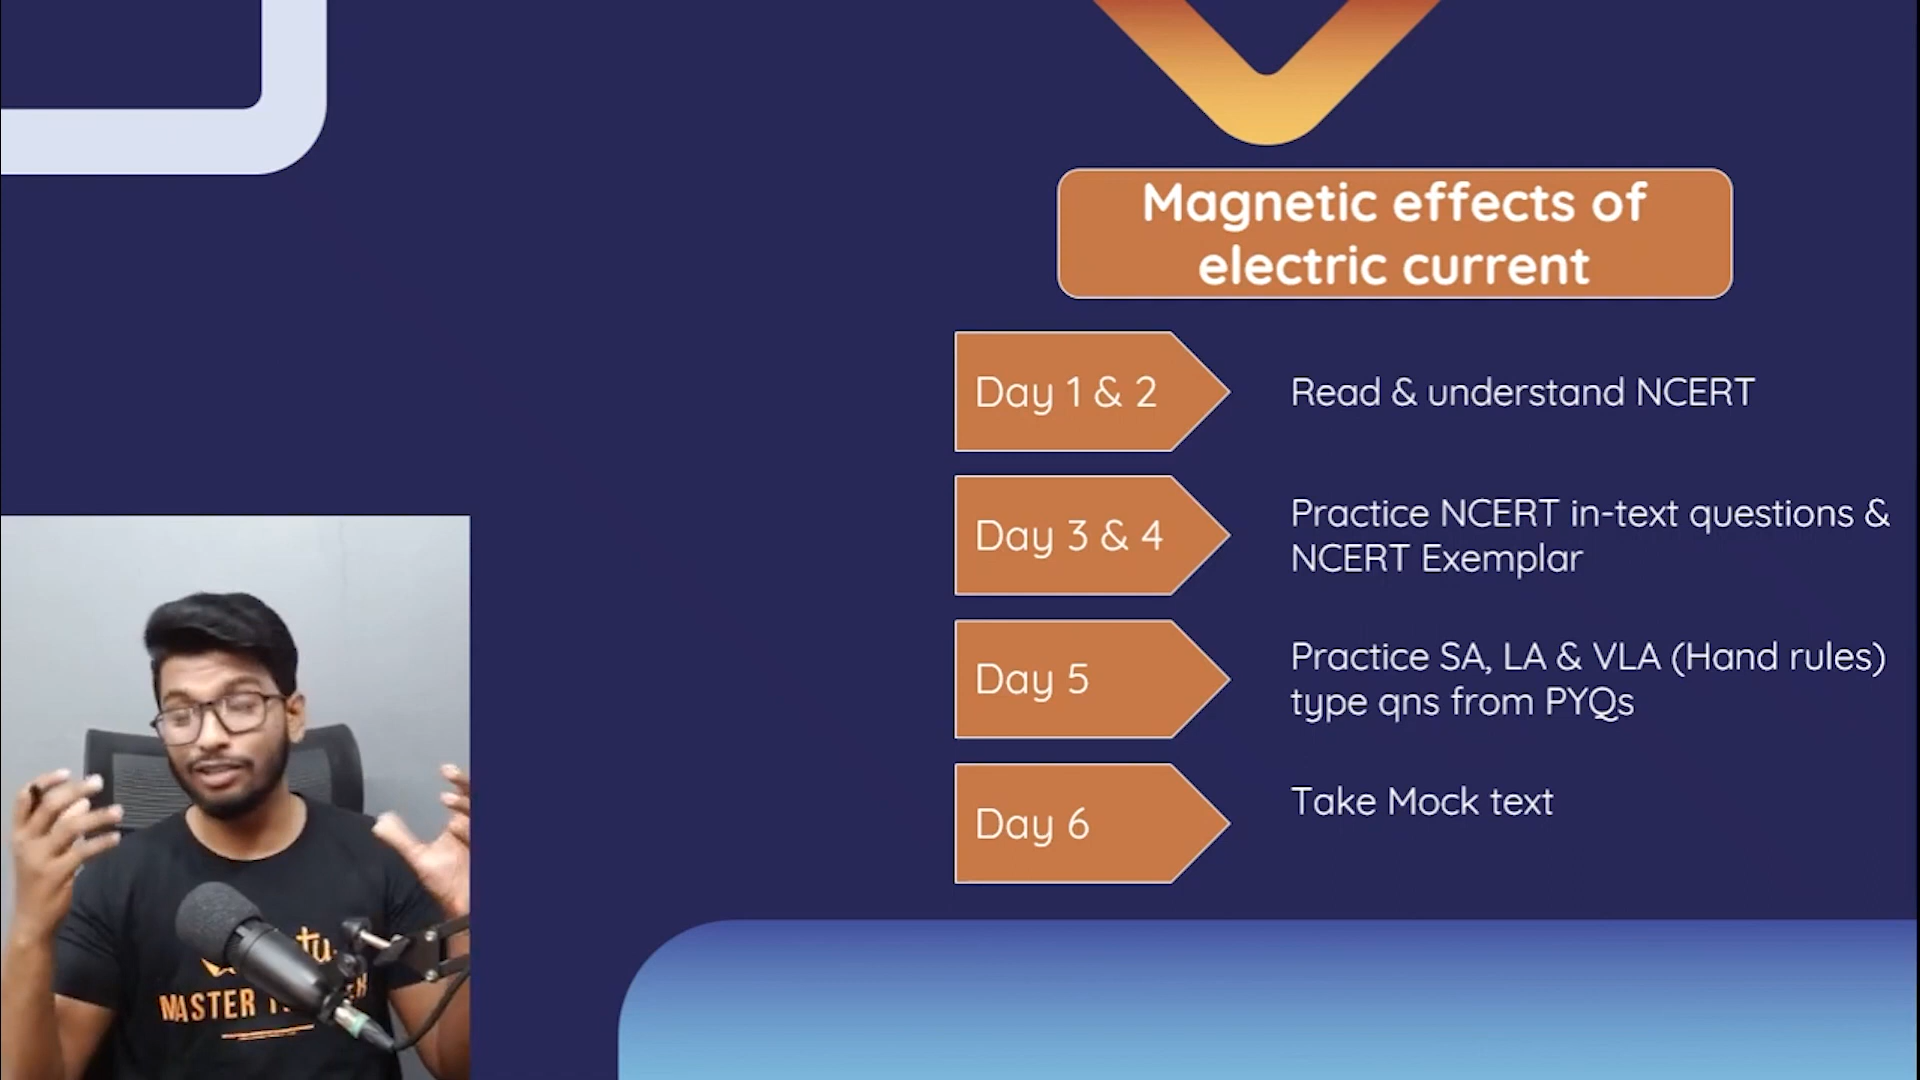 Magnetic effects of
electric current
Day 1 & 2
Read & understand NCERT
Day 3 & 4
Practice NCERT in-text questions &
NCERT Exemplar
Day 5
Practice SA, LA & VLA (Hand rules)
type qns from PYQs
Day 6
Take Mock text
MASTER